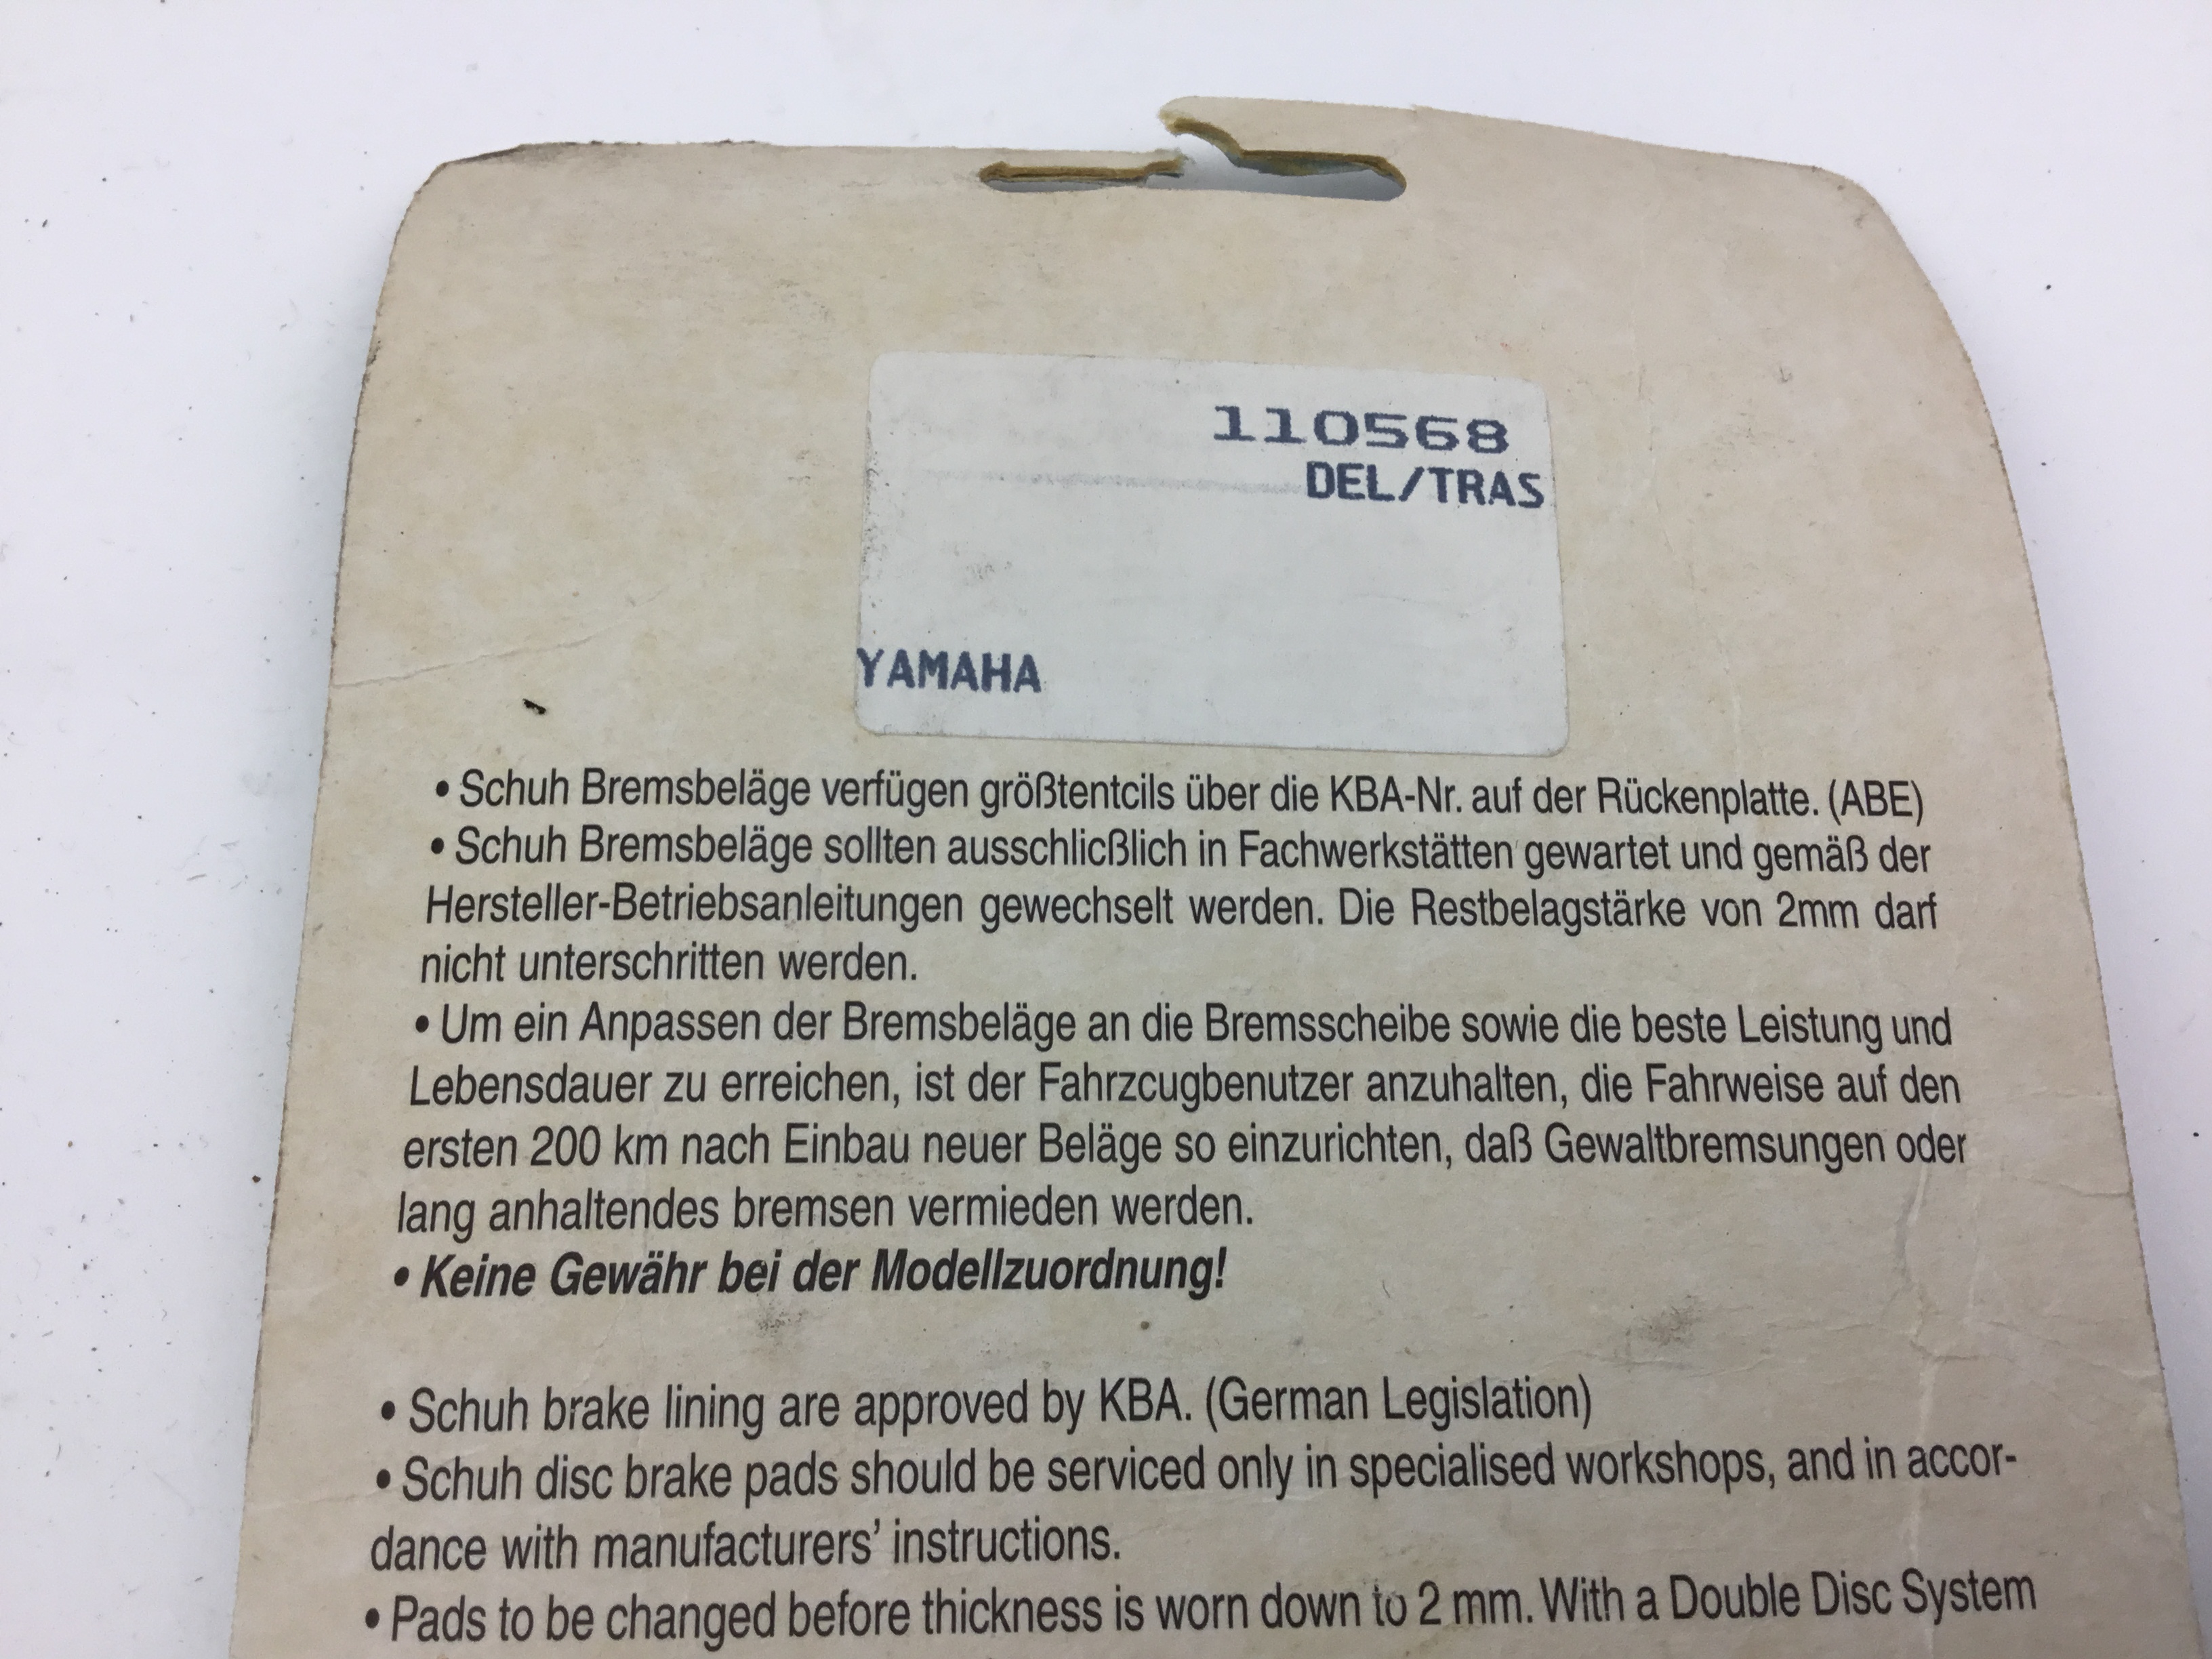 110568
DEL/TRAS
YAMAHA
• Schuh Bremsbeläge verfügen größtentcils über die KBA-Nr. auf der Rückenplatte. (ABE)
• Schuh Bremsbeläge sollten ausschlicßlich in Fachwerkstätten gewartet und gemäß der
Hersteller-Betriebsanleitungen gewechselt werden. Die Restbelagstärke von 2mm darf
nicht unterschritten werden.
• Um ein Anpassen der Bremsbeläge an die Bremsscheibe sowie die beste Leistung und
Lebensdauer zu erreichen, ist der Fahrzcugbenutzer anzuhalten, die Fahrweise auf den
ersten 200 km nach Einbau neuer Beläge so einzurichten, daß Gewaltbremsungen oder
lang anhaltendes bremsen vermieden werden.
• Keine Gewähr bei der Modellzuordnung!
• Schuh brake lining are approved by KBA. (German Legislation)
• Schuh disc brake pads should be serviced only in specialised workshops, and in accor-
dance with manufacturers’ instructions.
• Pads to be changed before thickness is worn down to 2 mm. With a Double Disc System